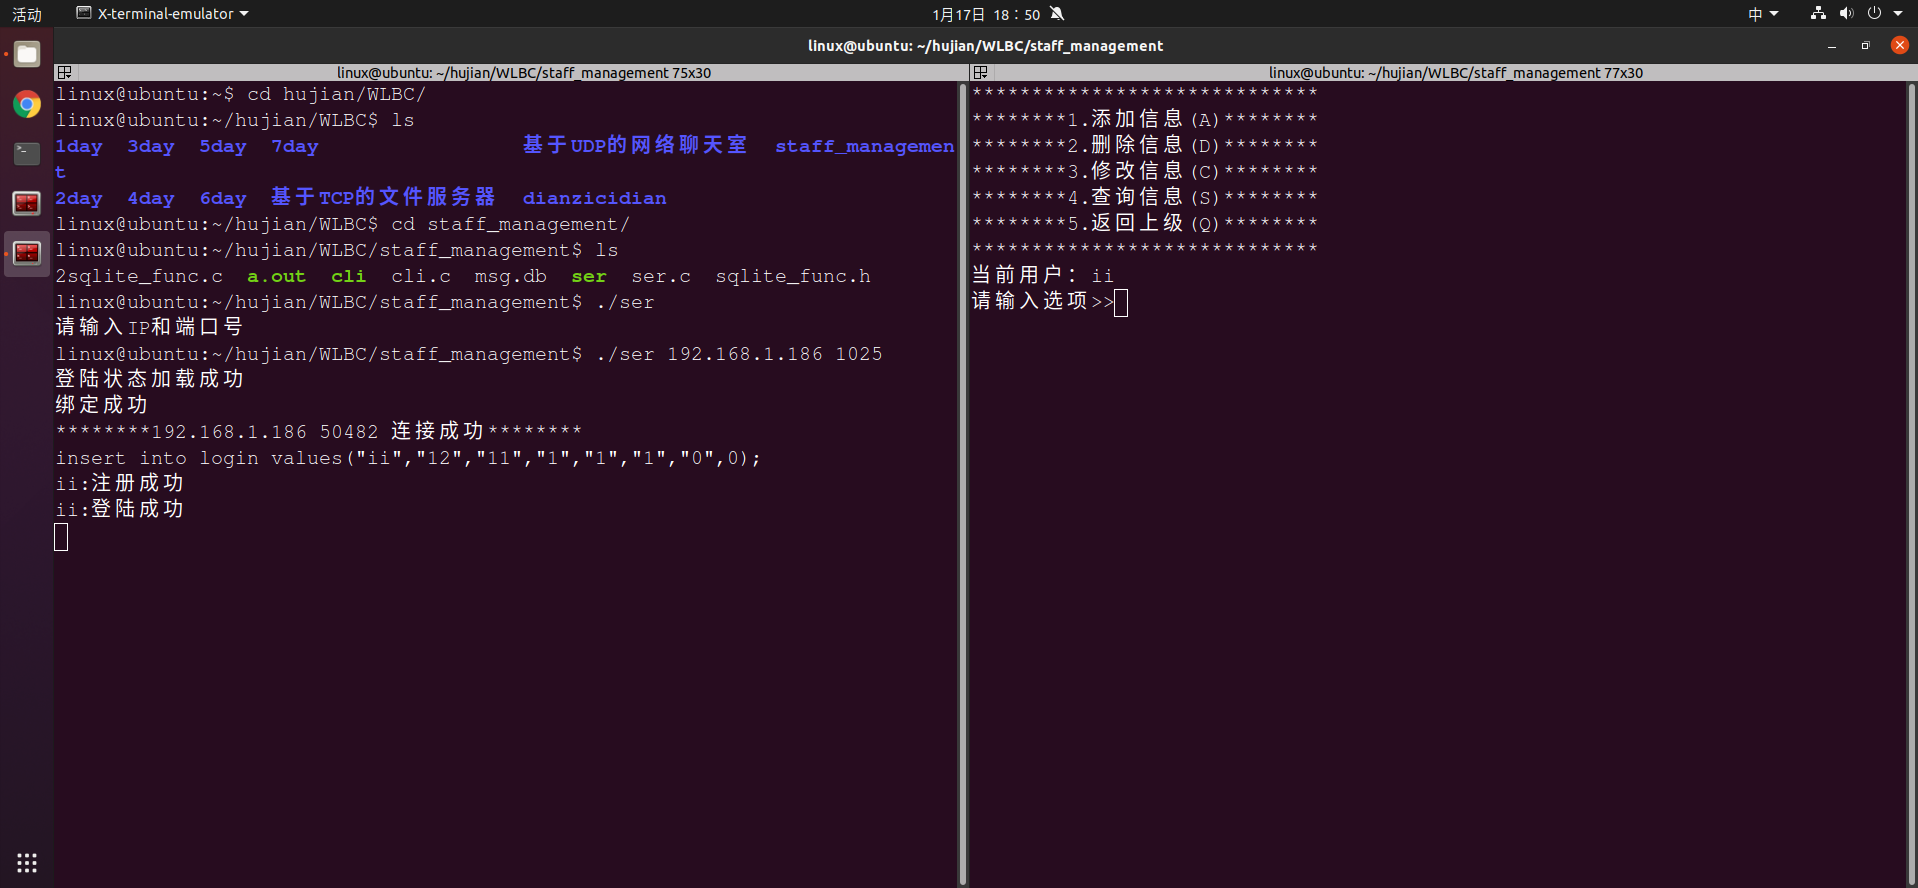 活动 X-terminal-emulator 1月17日 18：50 中
linux@ubuntu: ~/hujian/WLBC/staff_management
linux@ubuntu: ~/hujian/WLBC/staff_management 75x30
linux@ubuntu:~$ cd hujian/WLBC/
linux@ubuntu:~/hujian/WLBC$ ls
1day 3day 5day 7day 基于UDP的网络聊天室 staff_managemen
t
2day 4day 6day 基于TCP的文件服务器 dianzicidian
linux@ubuntu:~/hujian/WLBC$ cd staff_management/
linux@ubuntu:~/hujian/WLBC/staff_management$ ls
2sqlite_func.c a.out cli cli.c msg.db ser ser.c sqlite_func.h
linux@ubuntu:~/hujian/WLBC/staff_management$ ./ser
请输入IP和端口号
linux@ubuntu:~/hujian/WLBC/staff_management$ ./ser 192.168.1.186 1025
登陆状态加载成功
绑定成功
********192.168.1.186 50482 连接成功********
insert into login values("ii","12","11","1","1","1","0",0);
ii:注册成功
ii:登陆成功
linux@ubuntu: ~/hujian/WLBC/staff_management 77x30
*****************************
********1.添加信息(A)********
********2.删除信息(D)********
********3.修改信息(C)********
********4.查询信息(S)********
********5.返回上级(Q)********
*****************************
当前用户: ii
请输入选项>>